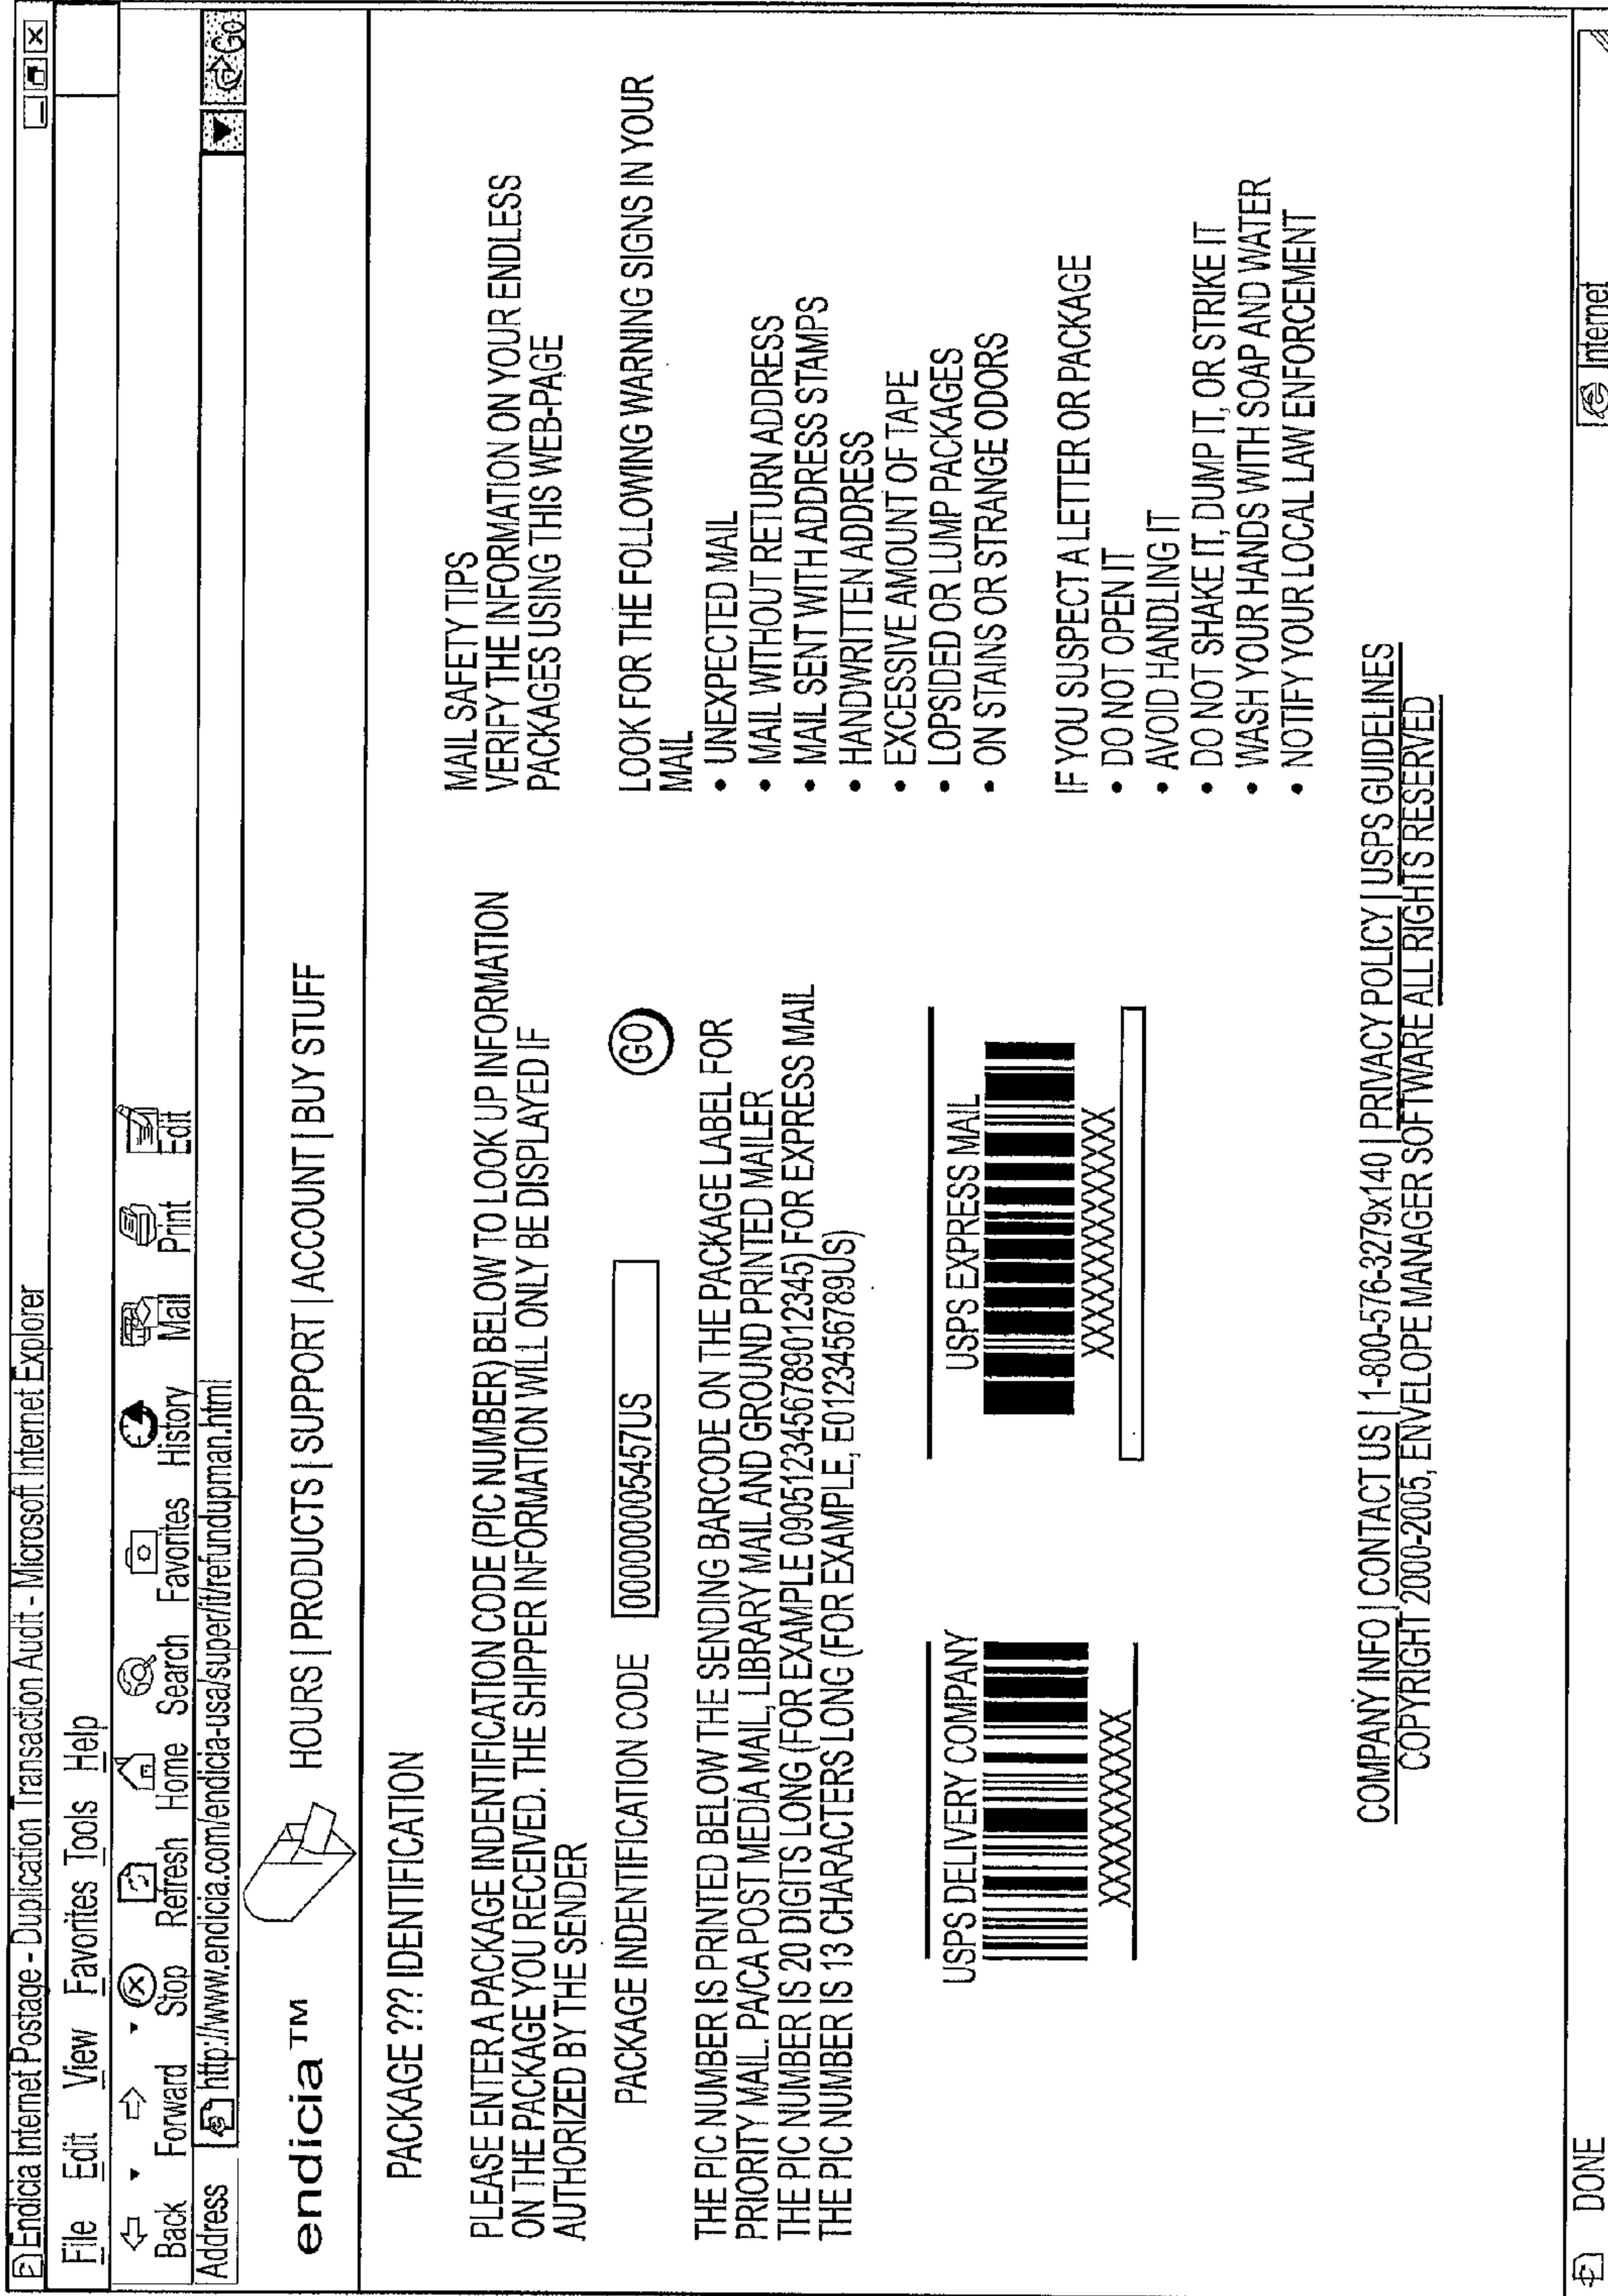 Endicia Internet Postage - Duplication Transaction Audit - Microsoft Internet Explorer
File Edit View Favorites Tools Help
Back Forward Stop Refresh Home Search Favorites History Mail Print Edit
Address http://www.endicia.com/endicia-usa/super/it/refundupman.html Go
endicia™ HOURS | PRODUCTS | SUPPORT | ACCOUNT | BUY STUFF
PACKAGE ??? IDENTIFICATION
PLEASE ENTER A PACKAGE INDENTIFICATION CODE (PIC NUMBER) BELOW TO LOOK UP INFORMATION
ON THE PACKAGE YOU RECEIVED. THE SHIPPER INFORMATION WILL ONLY BE DISPLAYED IF
AUTHORIZED BY THE SENDER
PACKAGE INDENTIFICATION CODE 00000005457US GO
THE PIC NUMBER IS PRINTED BELOW THE SENDING BARCODE ON THE PACKAGE LABEL FOR
PRIORITY MAIL. PA/CA POST MEDIA MAIL, LIBRARY MAIL AND GROUND PRINTED MAILER
THE PIC NUMBER IS 20 DIGITS LONG (FOR EXAMPLE 0905123456789012345) FOR EXPRESS MAIL
THE PIC NUMBER IS 13 CHARACTERS LONG (FOR EXAMPLE, E0123456789US)
USPS DELIVERY COMPANY
XXXXXXXXXXX
USPS EXPRESS MAIL
XXXXXXXXXXXXXX
MAIL SAFETY TIPS
VERIFY THE INFORMATION ON YOUR ENDLESS
PACKAGES USING THIS WEB-PAGE
LOOK FOR THE FOLLOWING WARNING SIGNS IN YOUR
MAIL
• UNEXPECTED MAIL
• MAIL WITHOUT RETURN ADDRESS
• MAIL SENT WITH ADDRESS STAMPS
• HANDWRITTEN ADDRESS
• EXCESSIVE AMOUNT OF TAPE
• LOPSIDED OR LUMP PACKAGES
• ON STAINS OR STRANGE ODORS
IF YOU SUSPECT A LETTER OR PACKAGE
• DO NOT OPEN IT
• AVOID HANDLING IT
• DO NOT SHAKE IT, DUMP IT, OR STRIKE IT
• WASH YOUR HANDS WITH SOAP AND WATER
• NOTIFY YOUR LOCAL LAW ENFORCEMENT
COMPANY INFO | CONTACT US | 1-800-576-3279x140 | PRIVACY POLICY | USPS GUIDELINES
COPYRIGHT 2000-2005, ENVELOPE MANAGER SOFTWARE ALL RIGHTS RESERVED
DONE Internet